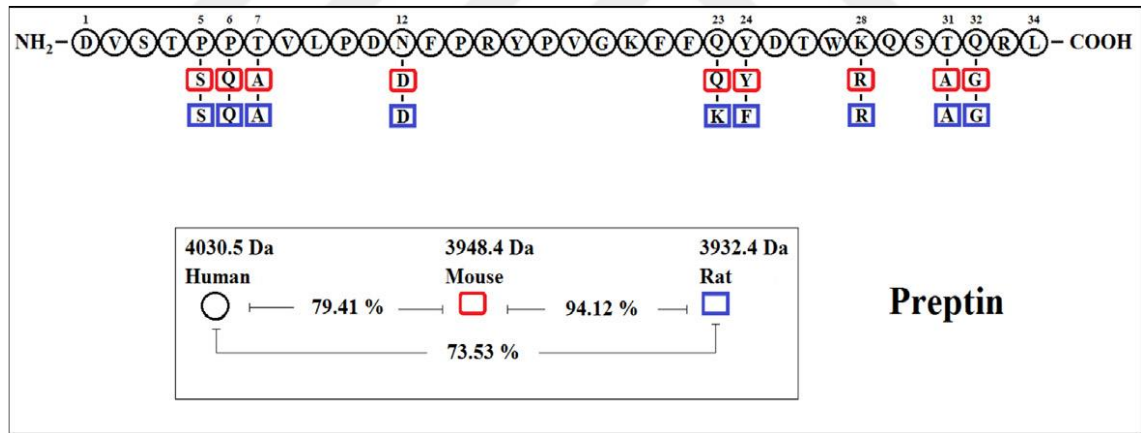 1 5 6 7 12 23 24 28 31 32 34
NH2– D V S T P P T V L P D N F P R Y P V G K F F Q Y D T W K Q S T Q R L – COOH
S Q A D Q Y R A G
S Q A D K F R A G
4030.5 Da 3948.4 Da 3932.4 Da
Human Mouse Rat
79.41 % 94.12 %
73.53 %
Preptin